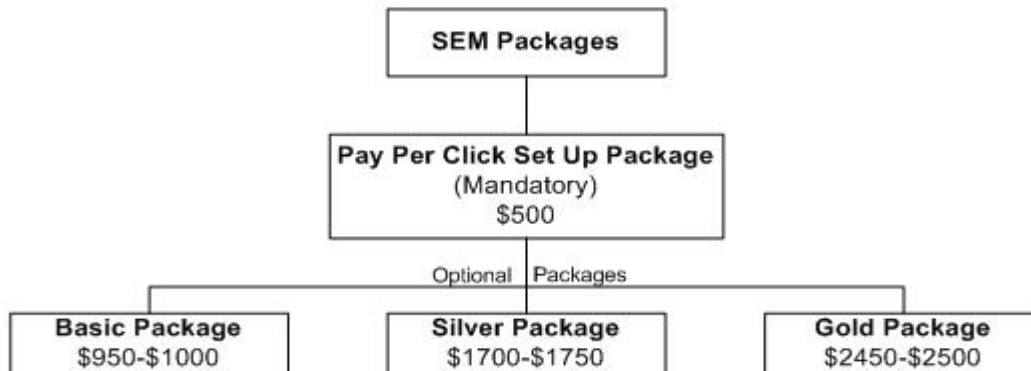 SEM Packages
Pay Per Click Set Up Package
(Mandatory)
$500
Optional Packages
Basic Package
$950-$1000
Silver Package
$1700-$1750
Gold Package
$2450-$2500